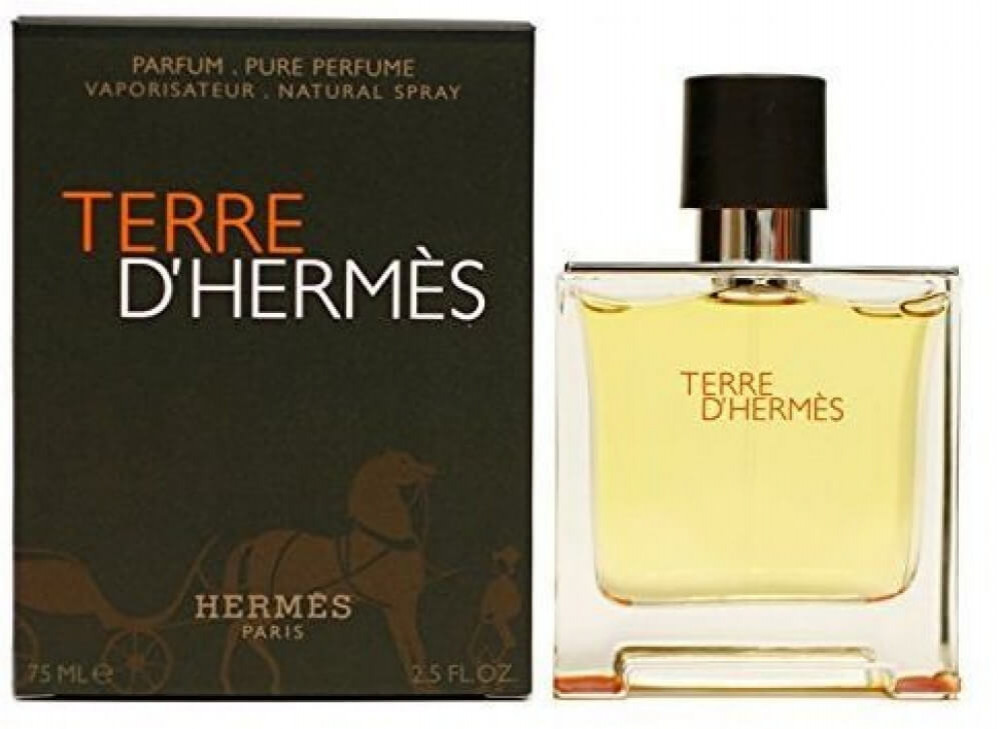 PARFUM . PURE PERFUME
VAPORISATEUR . NATURAL SPRAY
TERRE
D'HERMÈS
HERMÈS
PARIS
75 ML e
2.5 FL.OZ
TERRE
D'HERMÈS